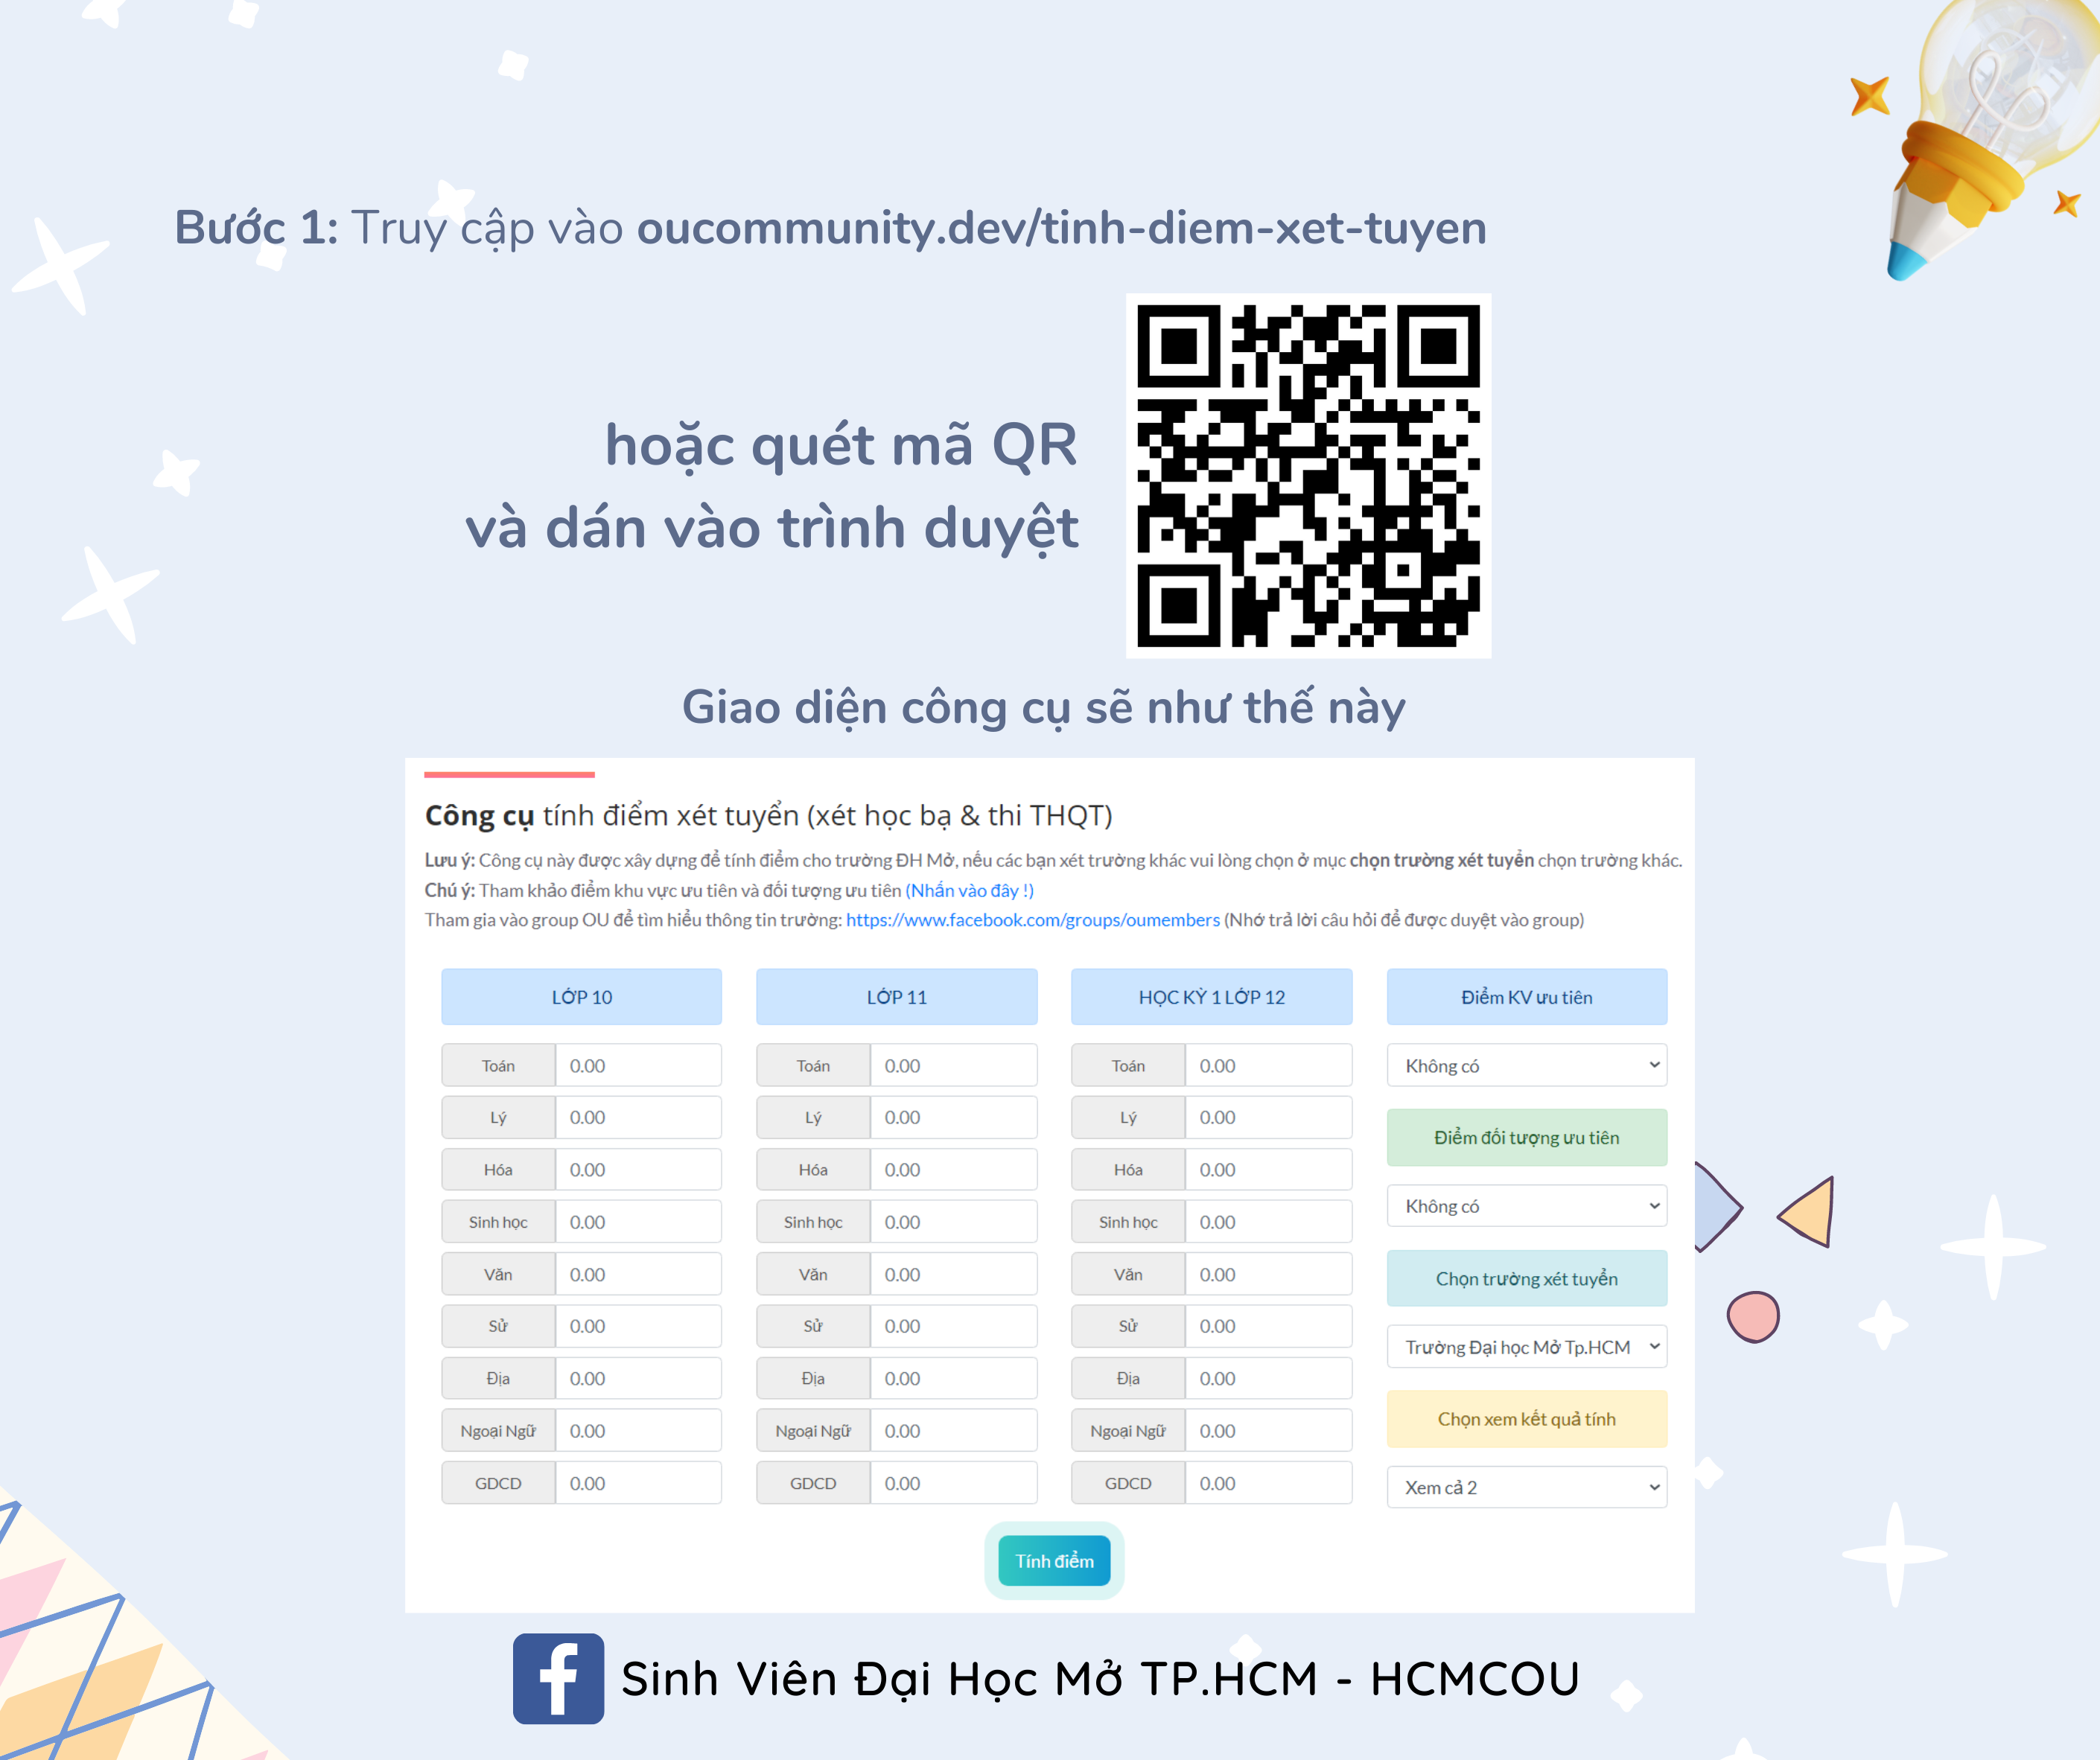 Bước 1: Truy cập vào oucommunity.dev/tinh-diem-xet-tuyen
hoặc quét mã QR
và dán vào trình duyệt
Giao diện công cụ sẽ như thế này
Công cụ tính điểm xét tuyển (xét học bạ & thi THQT)
Lưu ý: Công cụ này được xây dựng để tính điểm cho trường ĐH Mở, nếu các bạn xét trường khác vui lòng chọn ở mục chọn trường xét tuyển chọn trường khác.
Chú ý: Tham khảo điểm khu vực ưu tiên và đối tượng ưu tiên (Nhấn vào đây !)
Tham gia vào group OU để tìm hiểu thông tin trường: https://www.facebook.com/groups/oumembers (Nhớ trả lời câu hỏi để được duyệt vào group)
LỚP 10
Toán 0.00
Lý 0.00
Hóa 0.00
Sinh học 0.00
Văn 0.00
Sử 0.00
Địa 0.00
Ngoại Ngữ 0.00
GDCD 0.00
LỚP 11
Toán 0.00
Lý 0.00
Hóa 0.00
Sinh học 0.00
Văn 0.00
Sử 0.00
Địa 0.00
Ngoại Ngữ 0.00
GDCD 0.00
HỌC KỲ 1 LỚP 12
Toán 0.00
Lý 0.00
Hóa 0.00
Sinh học 0.00
Văn 0.00
Sử 0.00
Địa 0.00
Ngoại Ngữ 0.00
GDCD 0.00
Điểm KV ưu tiên
Không có
Điểm đối tượng ưu tiên
Không có
Chọn trường xét tuyển
Trường Đại học Mở Tp.HCM
Chọn xem kết quả tính
Xem cả 2
Tính điểm
Sinh Viên Đại Học Mở TP.HCM - HCMCOU